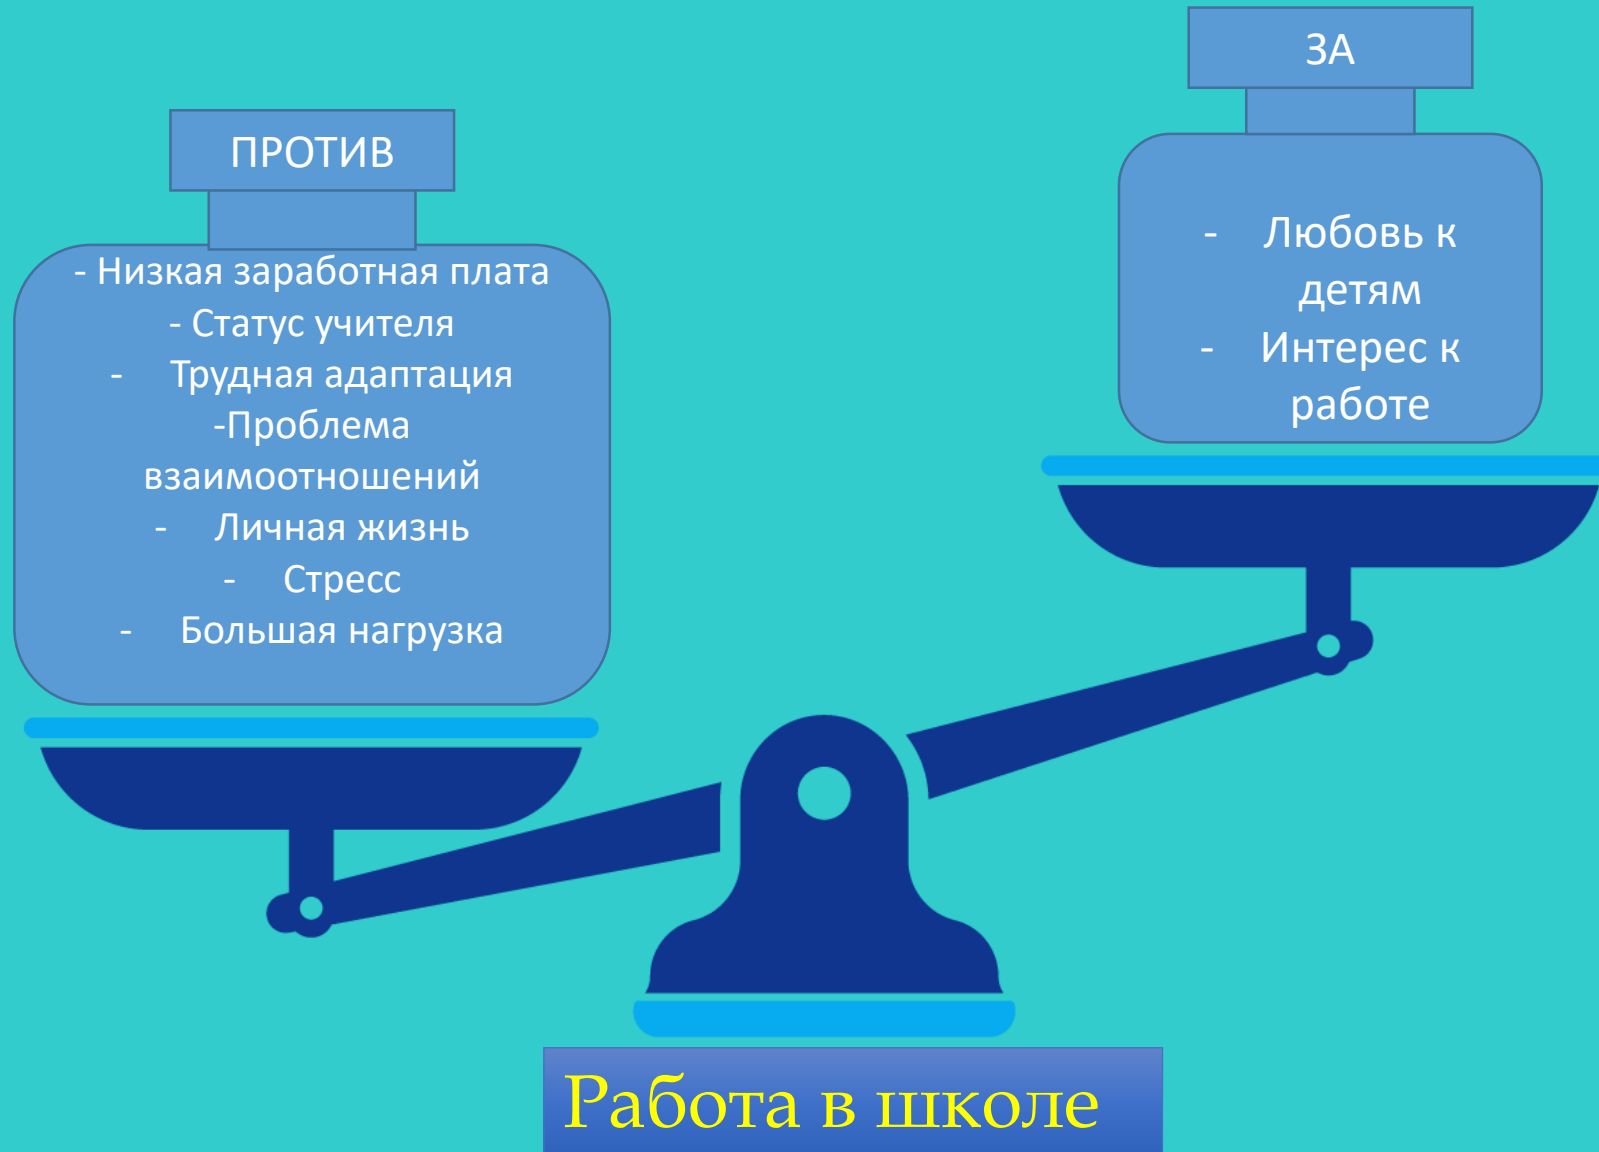 ПРОТИВ
- Низкая заработная плата
- Статус учителя
- Трудная адаптация
-Проблема
взаимоотношений
- Личная жизнь
- Стресс
- Большая нагрузка
ЗА
- Любовь к
детям
- Интерес к
работе
Работа в школе